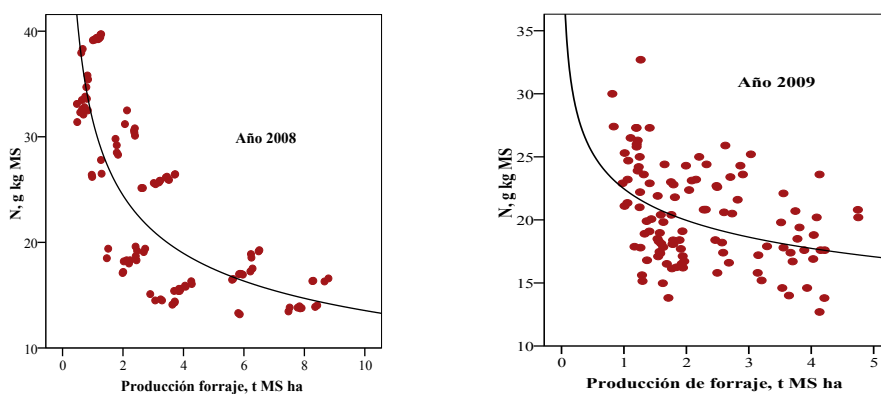 40
30
20
10
N, g kg MS
Año 2008
0 2 4 6 8 10
Producción forraje, t MS ha
35
30
25
20
15
10
N, g kg MS
Año 2009
0 1 2 3 4 5
Producción de forraje, t MS ha